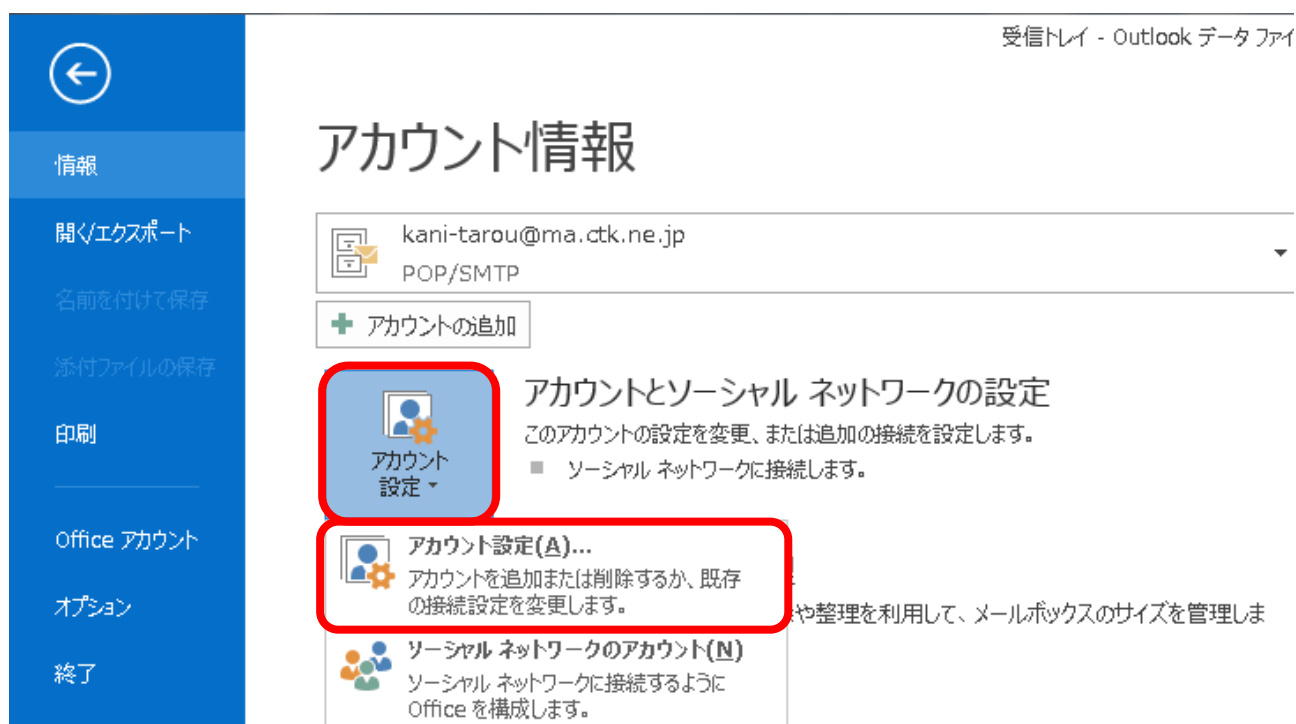 受信トレイ - Outlook データ ファイ
アカウント情報
情報
開く/エクスポート
名前を付けて保存
添付ファイルの保存
印刷
Office アカウント
オプション
終了
kani-tarou@ma.ctk.ne.jp
POP/SMTP
アカウントの追加
アカウント
設定
アカウントとソーシャル ネットワークの設定
このアカウントの設定を変更、または追加の接続を設定します。
ソーシャル ネットワークに接続します。
アカウント設定(A)...
アカウントを追加または削除するか、既存
の接続設定を変更します。
や整理を利用して、メールボックスのサイズを管理しま
ソーシャル ネットワークのアカウント(N)
ソーシャル ネットワークに接続するように
Office を構成します。